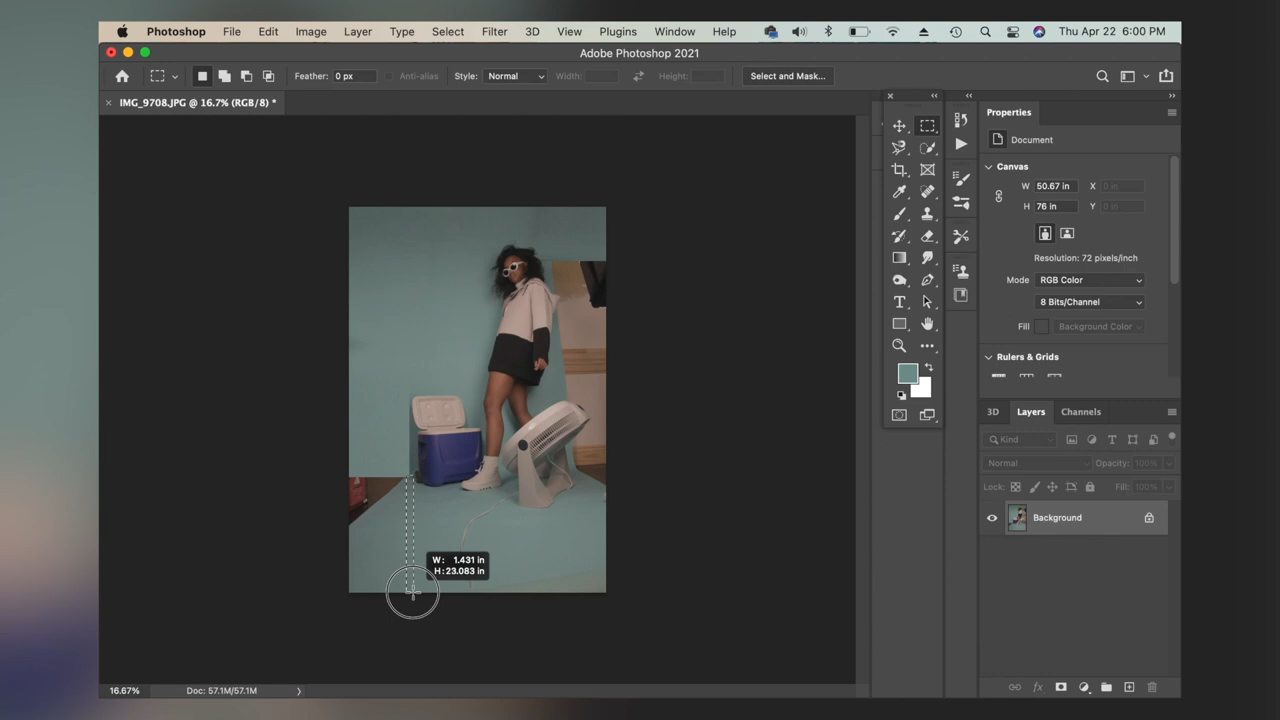 Photoshop File Edit Image Layer Type Select Filter 3D View Plugins Window Help Thu Apr 22 6:00 PM
Adobe Photoshop 2021
Feather: 0 px Anti-alias Style: Normal Width: Height: Select and Mask...
IMG_9708.JPG @ 16.7% (RGB/8) *
Properties
Document
Canvas
W 50.67 in X 0 in
H 76 in Y 0 in
Resolution: 72 pixels/inch
Mode RGB Color
8 Bits/Channel
Fill Background Color
Rulers & Grids
3D Layers Channels
Kind
Normal Opacity: 100%
Lock: Fill: 100%
Background
W: 1.431 in
H: 23.083 in
16.67% Doc: 57.1M/57.1M